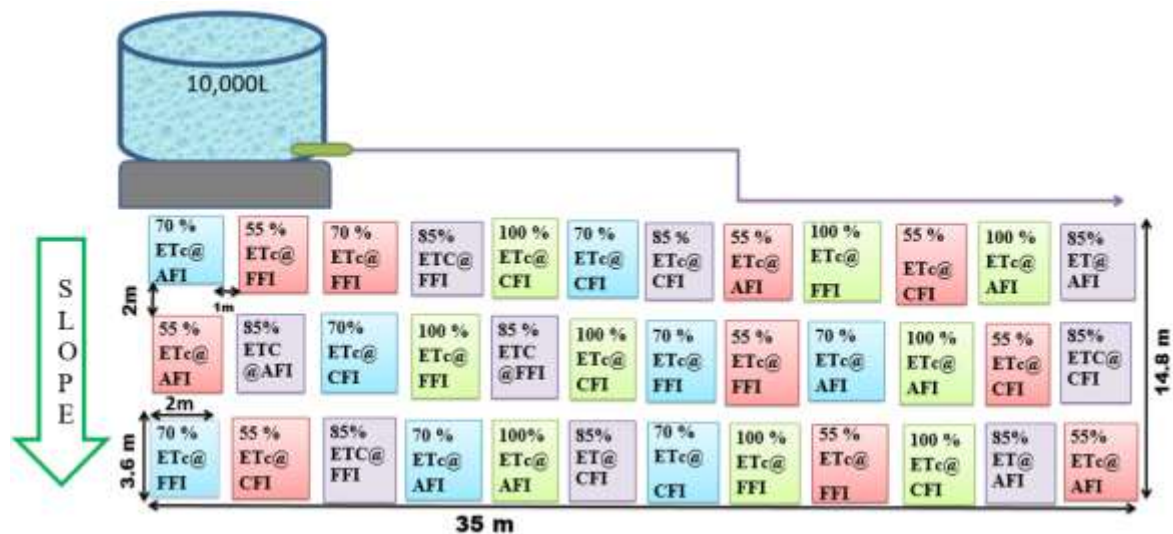 10,000L
70 %
ETc@
AFI
55 %
ETc@
FFI
70 %
ETc@
FFI
85%
ETC@
FFI
100 %
ETc@
CFI
70 %
ETc@
CFI
85 %
ETc@
CFI
55 %
ETc@
AFI
100 %
ETc@
FFI
55 %
ETc@
CFI
100 %
ETc@
AFI
85%
ET@
AFI
S
L
O
P
E
2m
1m
14.8 m
55 %
ETc@
AFI
85%
ETC
@AFI
70%
ETc@
CFI
100 %
ETc@
FFI
85 %
ETC
@FFI
100 %
ETc@
CFI
70 %
ETc@
FFI
55 %
ETc@
FFI
70 %
ETc@
AFI
100 %
ETc@
AFI
55 %
ETc@
CFI
85%
ETC@
CFI
2m
3.6 m
70 %
ETc@
FFI
55 %
ETc@
CFI
85%
ETC@
FFI
70 %
ETc@
AFI
100%
ETc@
AFI
85%
ET@
CFI
70 %
ETc@
CFI
100 %
ETc@
FFI
55 %
ETc@
FFI
100 %
ETc@
CFI
85%
ET@
AFI
55%
ETc@
AFI
35 m